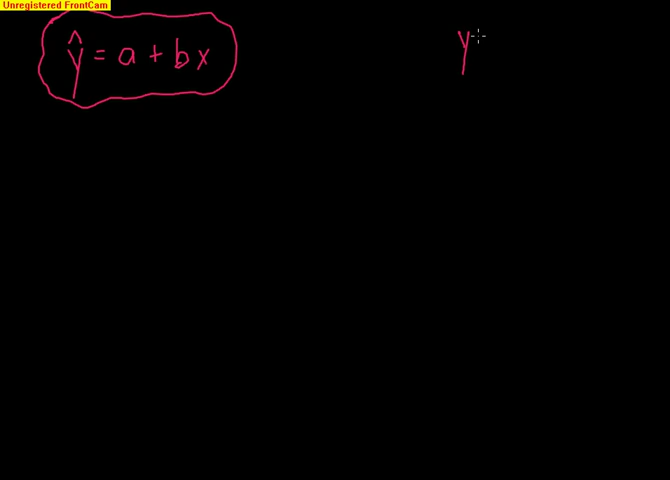 Unregistered FrontCam
ŷ = a + bx
y